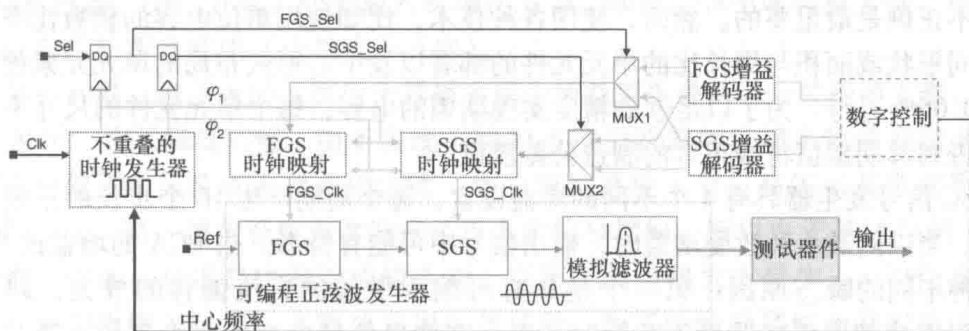 FGS_Sel
Sel
SGS_Sel
φ1
φ2
MUX1
FGS增益
解码器
数字控制
Clk
不重叠的
时钟发生器
FGS
时钟映射
SGS
时钟映射
MUX2
SGS增益
解码器
FGS_Clk
SGS_Clk
Ref
FGS
SGS
模拟滤波器
测试器件
输出
可编程正弦波发生器
中心频率